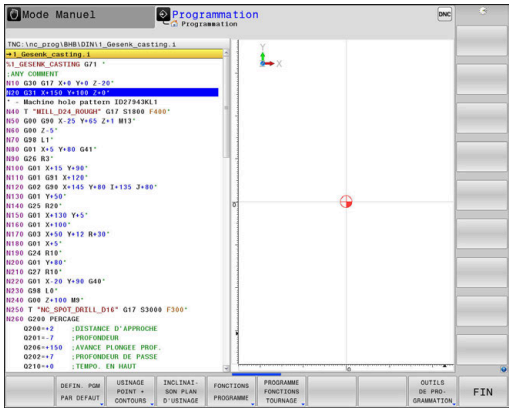 Mode Manuel
Programmation
Programmation
DNC
TNC:\nc_prog\BHB\DIN\1_Gesenk_casting.i
→1_Gesenk_casting.i
%1_GESENK_CASTING G71 *
;ANY COMMENT
N10 G30 G17 X+0 Y+0 Z-20*
N20 G31 X+150 Y+100 Z+0*
* - Machine hole pattern ID27943KL1
N40 T "MILL_D24_ROUGH" G17 S1800 F400*
N50 G00 G90 X-25 Y+65 Z+1 M13*
N60 G00 Z-5*
N70 G98 L1*
N80 G01 X+5 Y+80 G41*
N90 G26 R3*
N100 G01 X+15 Y+90*
N110 G01 G91 X+120*
N120 G02 G90 X+145 Y+80 I+135 J+80*
N130 G01 Y+50*
N140 G25 R20*
N150 G01 X+130 Y+5*
N160 G01 X+100*
N170 G03 X+50 Y+12 R+30*
N180 G01 X+5*
N190 G24 R10*
N200 G01 Y+80*
N210 G27 R10*
N220 G01 X-20 Y+90 G40*
N230 G98 L0*
N240 G00 Z+100 M9*
N250 T "NC_SPOT_DRILL_D16" G17 S3000 F300*
N260 G200 PERCAGE
Q200=+2 ;DISTANCE D'APPROCHE
Q201=-7 ;PROFONDEUR
Q206=+150 ;AVANCE PLONGEE PROF.
Q202=+7 ;PROFONDEUR DE PASSE
Q210=+0 ;TEMPO. EN HAUT
Y
X
0
0
DEFIN. PGM
PAR DEFAUT
USINAGE
POINT +
CONTOURS
INCLINAI-
SON PLAN
D'USINAGE
FONCTIONS
PROGRAMME
PROGRAMME
FONCTIONS
TOURNAGE
OUTILS
DE PRO-
GRAMMATION
FIN